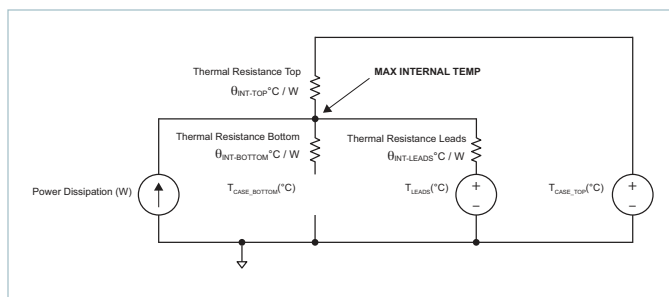 Thermal Resistance Top
θINT-TOP°C / W
MAX INTERNAL TEMP
Thermal Resistance Bottom
θINT-BOTTOM°C / W
Thermal Resistance Leads
θINT-LEADS°C / W
Power Dissipation (W)
TCASE_BOTTOM(°C)
TLEADS(°C)
TCASE_TOP(°C)
+
–
+
–